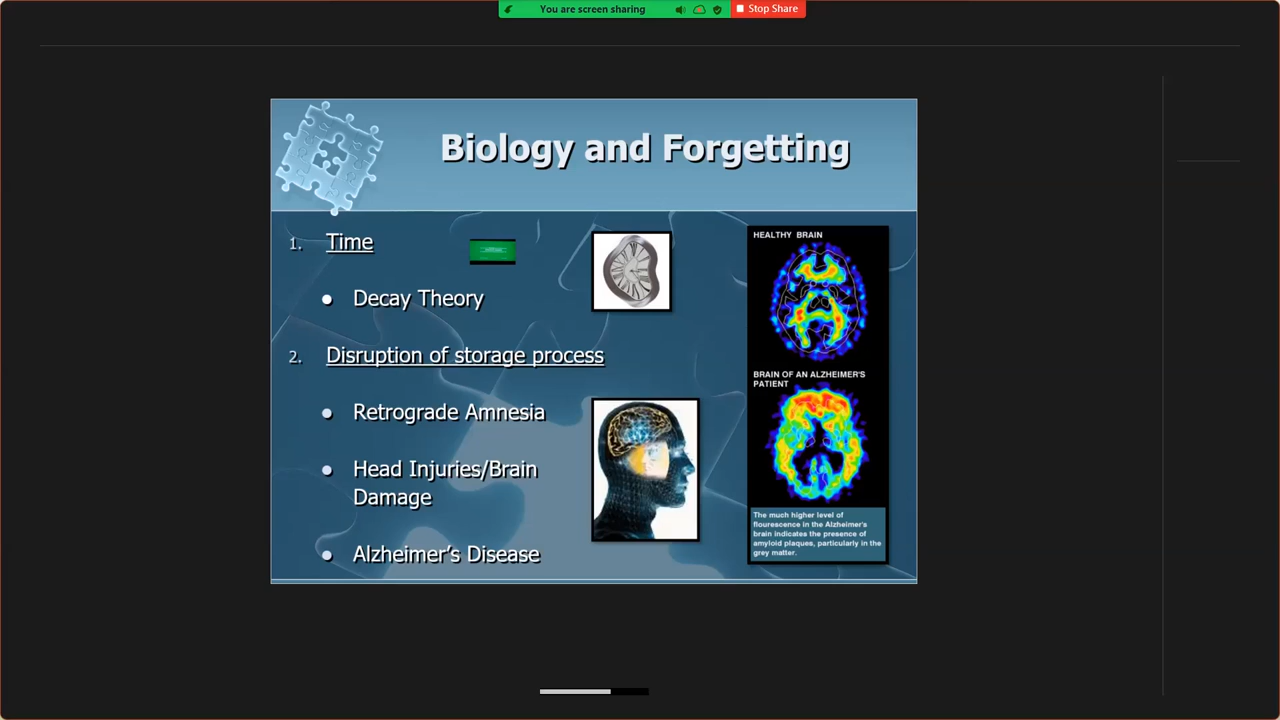 You are screen sharing
Stop Share
Biology and Forgetting
1. Time
• Decay Theory
2. Disruption of storage process
• Retrograde Amnesia
• Head Injuries/Brain
Damage
• Alzheimer's Disease
HEALTHY BRAIN
BRAIN OF AN ALZHEIMER'S
PATIENT
The much higher level of
flourescence in the Alzheimer's
brain indicates the presence of
amyloid plaques, particularly in the
grey matter.